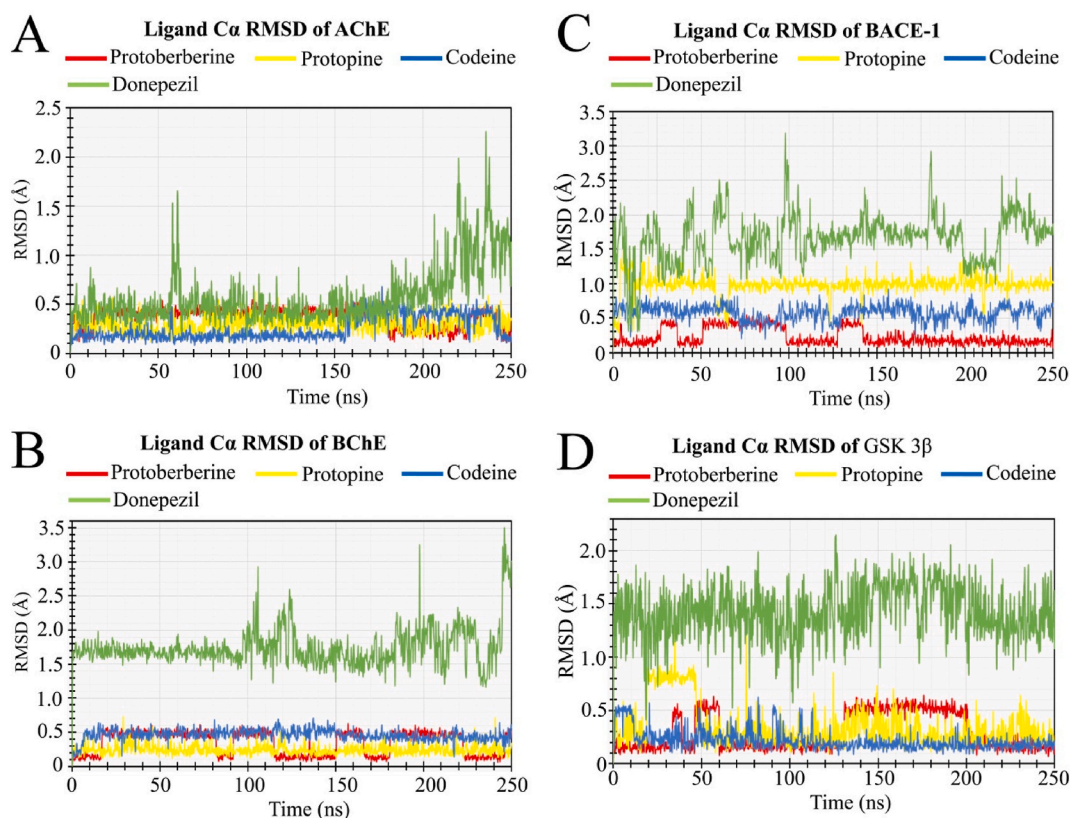 A
Ligand Cα RMSD of AChE
Protoberberine Protopine Codeine
Donepezil
2.5
2.0
1.5
1.0
0.5
0
RMSD (Å)
0 50 100 150 200 250
Time (ns)
C
Ligand Cα RMSD of BACE-1
Protoberberine Protopine Codeine
Donepezil
3.5
3.0
2.5
2.0
1.5
1.0
0.5
0
RMSD (Å)
0 50 100 150 200 250
Time (ns)
B
Ligand Cα RMSD of BChE
Protoberberine Protopine Codeine
Donepezil
3.5
3.0
2.5
2.0
1.5
1.0
0.5
0
RMSD (Å)
0 50 100 150 200 250
Time (ns)
D
Ligand Cα RMSD of GSK 3β
Protoberberine Protopine Codeine
Donepezil
2.0
1.5
1.0
0.5
0
RMSD (Å)
0 50 100 150 200 250
Time (ns)